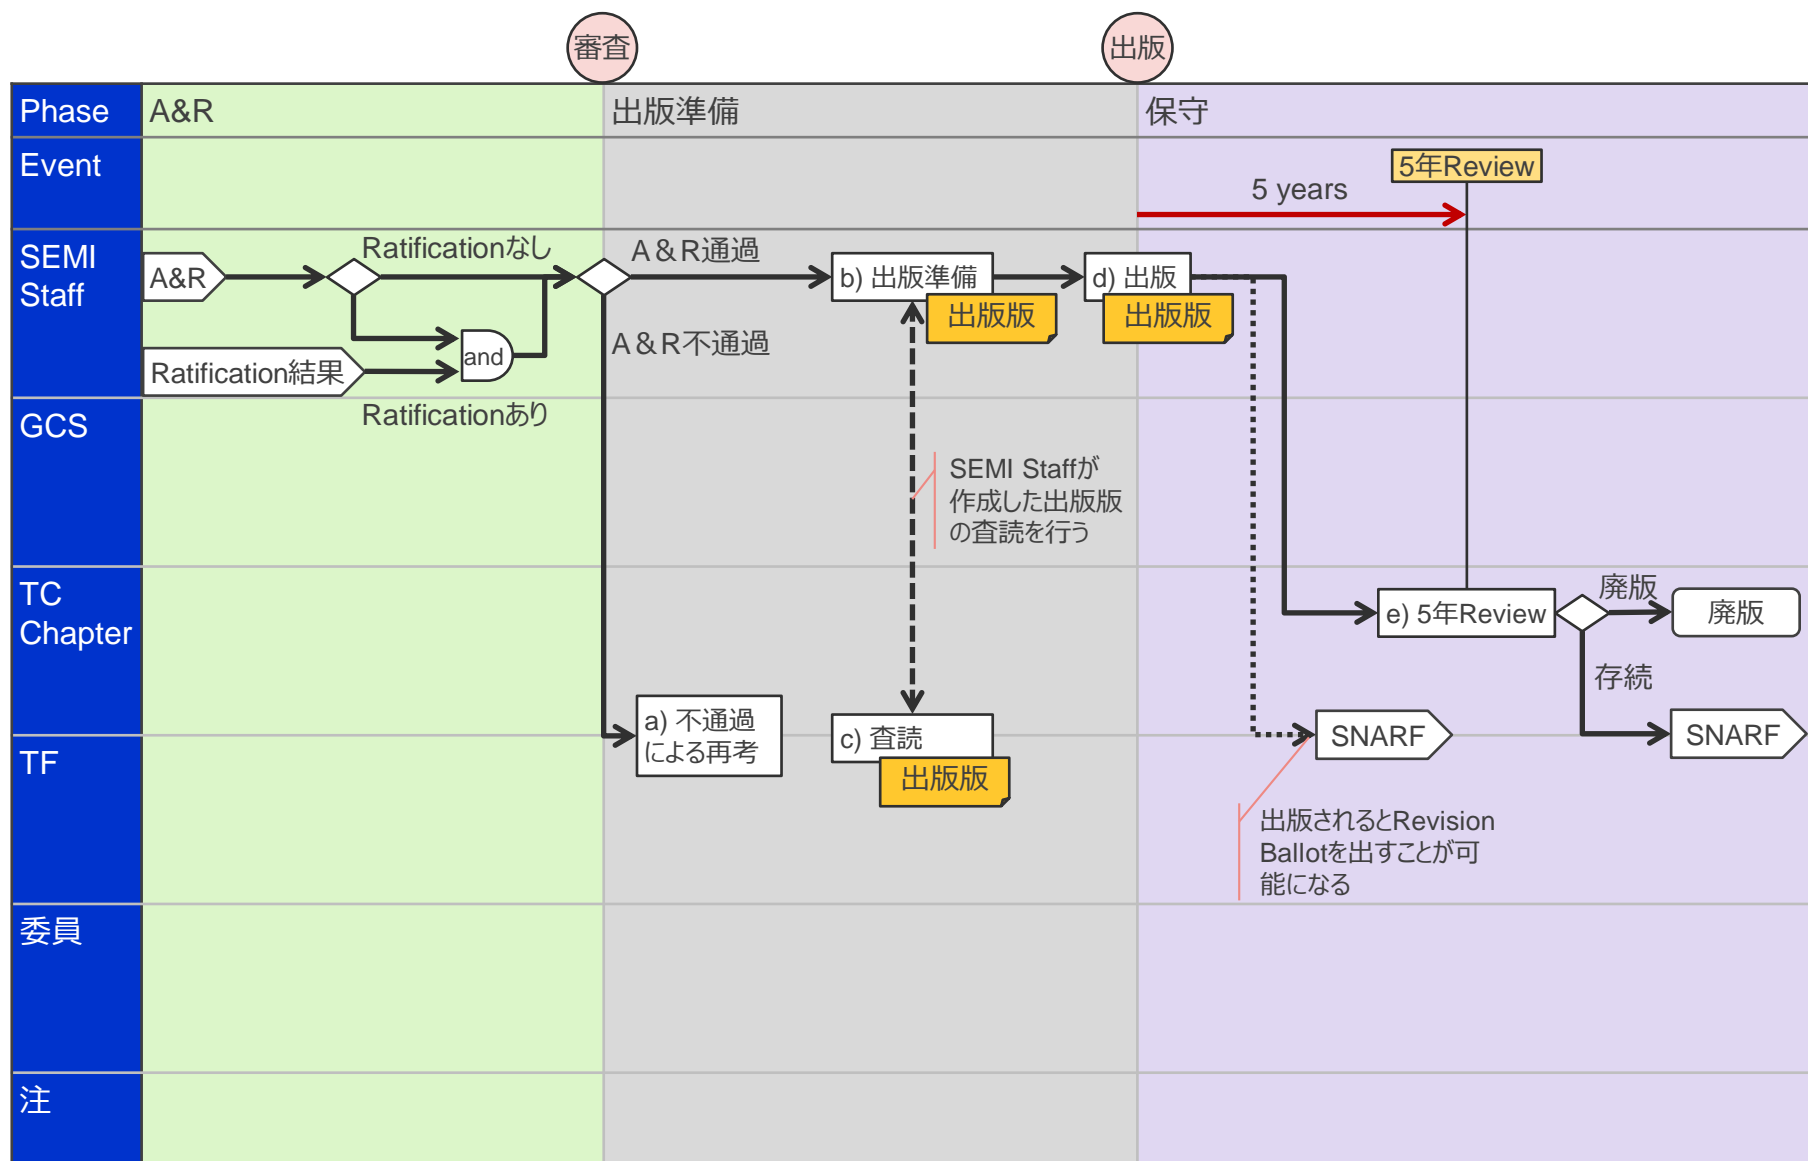 審査
出版
Phase
A&R
出版準備
保守
Event
5年Review
5 years
SEMI
Staff
A&R
Ratificationなし
A＆R通過
b) 出版準備
出版版
d) 出版
出版版
A＆R不通過
and
Ratification結果
Ratificationあり
GCS
SEMI Staffが
作成した出版版
の査読を行う
TC
Chapter
e) 5年Review
廃版
廃版
存続
a) 不通過
による再考
c) 査読
出版版
SNARF
SNARF
TF
出版されるとRevision
Ballotを出すことが可
能になる
委員
注